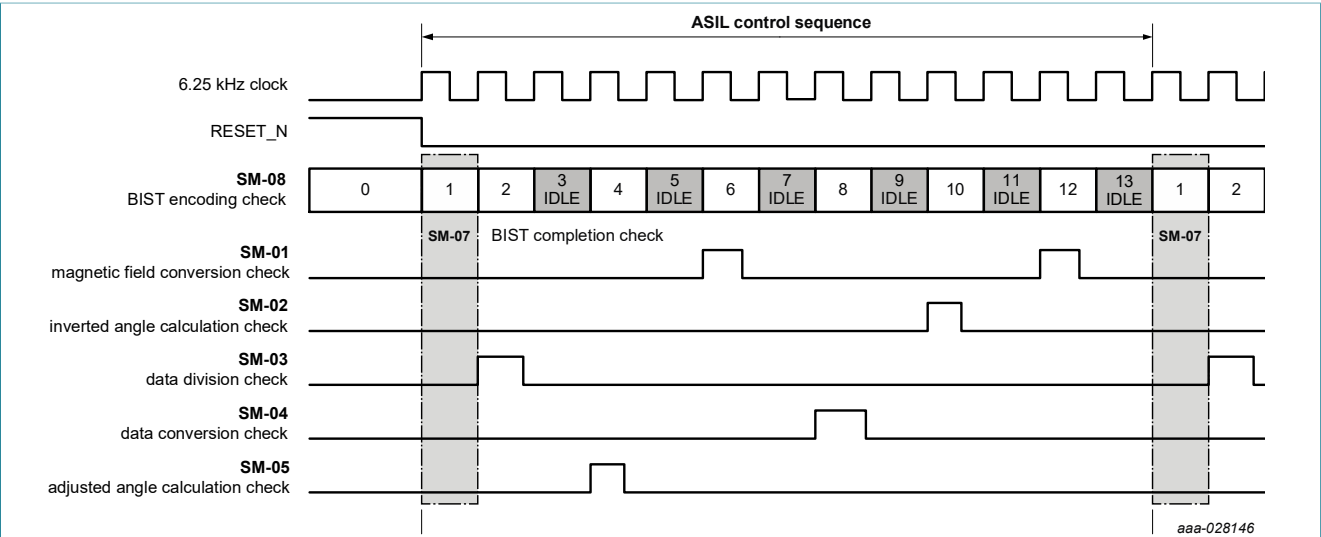 ASIL control sequence
6.25 kHz clock
RESET_N
SM-08
BIST encoding check
0 1 2 3 IDLE 4 5 IDLE 6 7 IDLE 8 9 IDLE 10 11 IDLE 12 13 IDLE 1 2
SM-07 BIST completion check SM-07
SM-01
magnetic field conversion check
SM-02
inverted angle calculation check
SM-03
data division check
SM-04
data conversion check
SM-05
adjusted angle calculation check
aaa-028146